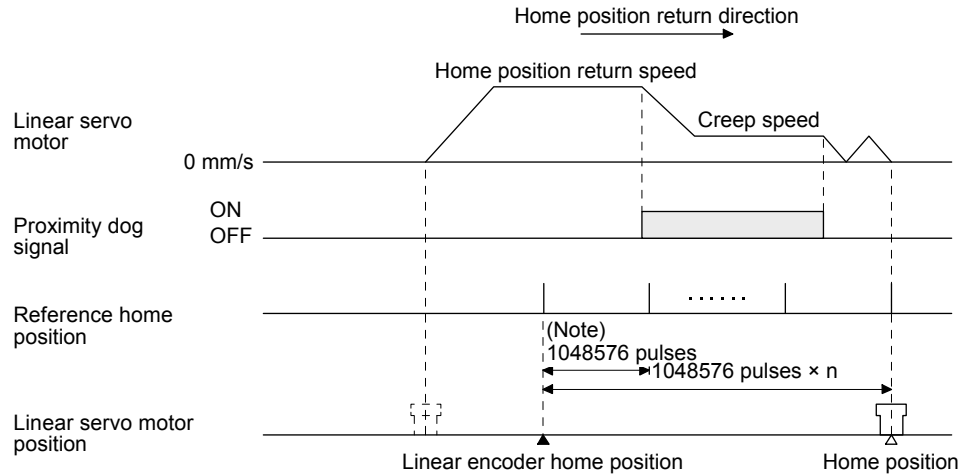 Home position return direction
Home position return speed
Creep speed
Linear servo
motor
0 mm/s
ON
Proximity dog
signal
OFF
Reference home
position
(Note)
1048576 pulses
1048576 pulses × n
Linear servo motor
position
Linear encoder home position
Home position